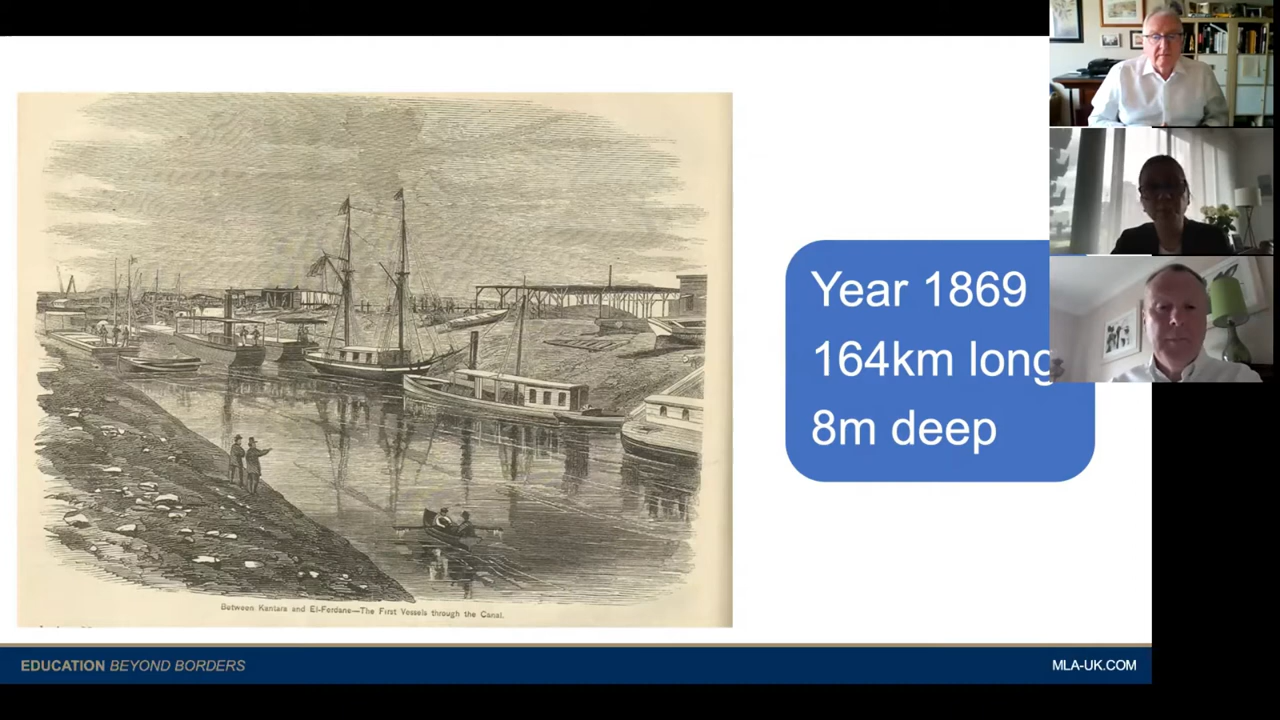 Year 1869
164km long
8m deep
Between Kantara and El-Ferdane—The First Vessels through the Canal.
EDUCATION BEYOND BORDERS
MLA-UK.COM